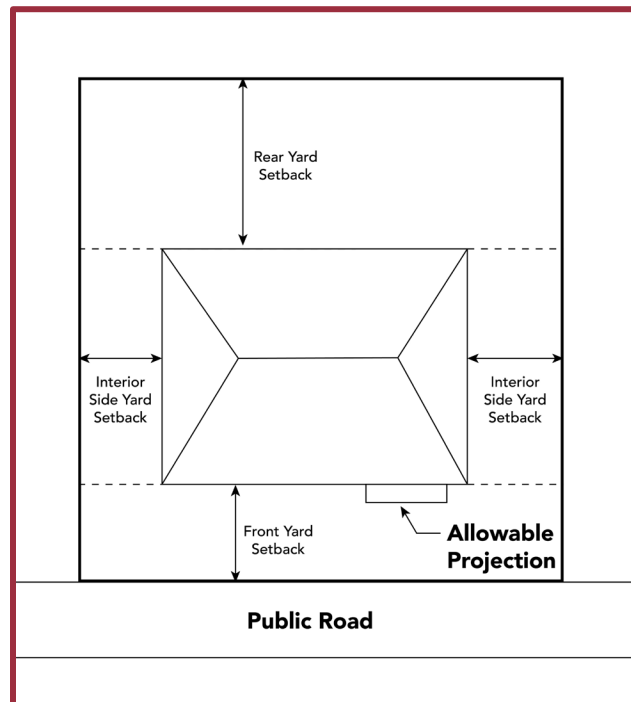 Rear Yard
Setback
Interior
Side Yard
Setback
Interior
Side Yard
Setback
Front Yard
Setback
Allowable
Projection
Public Road